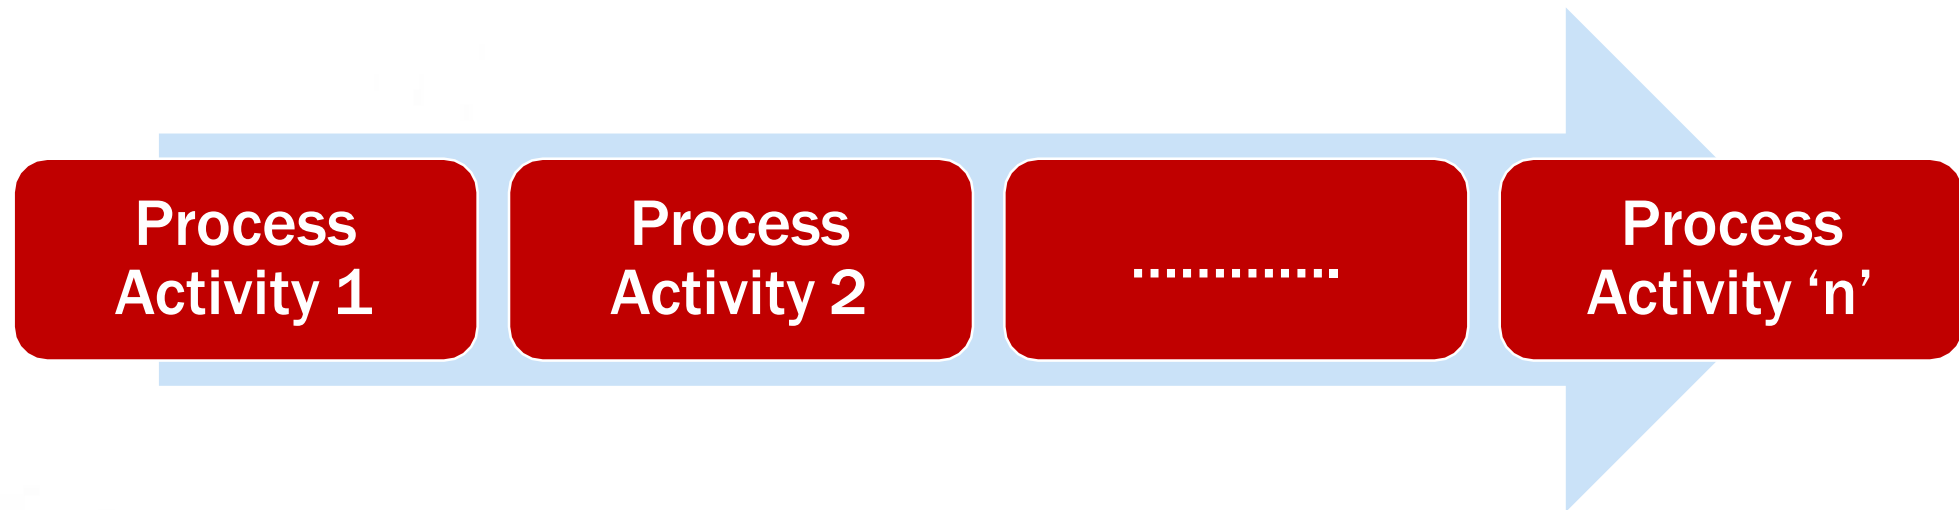 Process
Activity 1
Process
Activity 2
.............
Process
Activity ‘n’